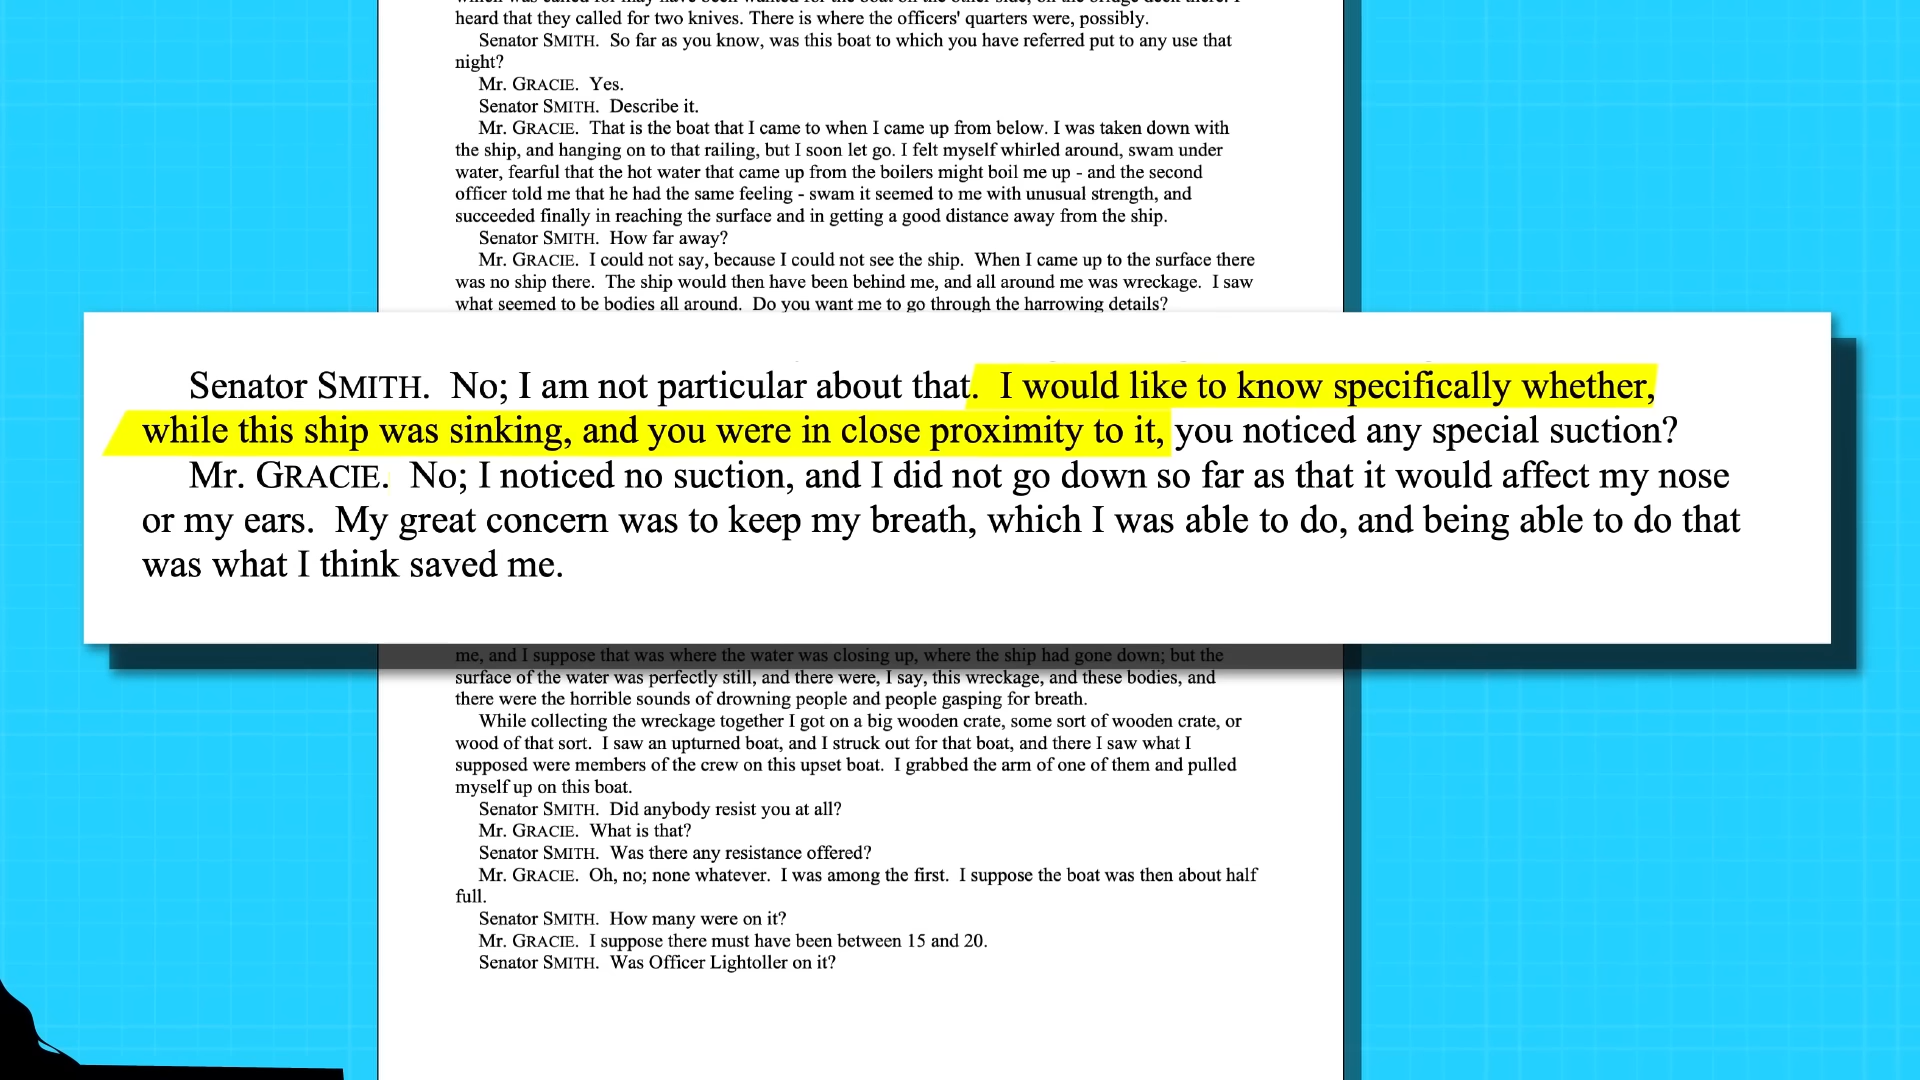 heard that they called for two knives. There is where the officers' quarters were, possibly.
Senator SMITH. So far as you know, was this boat to which you have referred put to any use that
night?
Mr. GRACIE. Yes.
Senator SMITH. Describe it.
Mr. GRACIE. That is the boat that I came to when I came up from below. I was taken down with
the ship, and hanging on to that railing, but I soon let go. I felt myself whirled around, swam under
water, fearful that the hot water that came up from the boilers might boil me up - and the second
officer told me that he had the same feeling - swam it seemed to me with unusual strength, and
succeeded finally in reaching the surface and in getting a good distance away from the ship.
Senator SMITH. How far away?
Mr. GRACIE. I could not say, because I could not see the ship. When I came up to the surface there
was no ship there. The ship would then have been behind me, and all around me was wreckage. I saw
what seemed to be bodies all around. Do you want me to go through the harrowing details?
Senator SMITH. No; I am not particular about that. I would like to know specifically whether,
while this ship was sinking, and you were in close proximity to it, you noticed any special suction?
Mr. GRACIE. No; I noticed no suction, and I did not go down so far as that it would affect my nose
or my ears. My great concern was to keep my breath, which I was able to do, and being able to do that
was what I think saved me.
me, and I suppose that was where the water was closing up, where the ship had gone down; but the
surface of the water was perfectly still, and there were, I say, this wreckage, and these bodies, and
there were the horrible sounds of drowning people and people gasping for breath.
While collecting the wreckage together I got on a big wooden crate, some sort of wooden crate, or
wood of that sort. I saw an upturned boat, and I struck out for that boat, and there I saw what I
supposed were members of the crew on this upset boat. I grabbed the arm of one of them and pulled
myself up on this boat.
Senator SMITH. Did anybody resist you at all?
Mr. GRACIE. What is that?
Senator SMITH. Was there any resistance offered?
Mr. GRACIE. Oh, no; none whatever. I was among the first. I suppose the boat was then about half
full.
Senator SMITH. How many were on it?
Mr. GRACIE. I suppose there must have been between 15 and 20.
Senator SMITH. Was Officer Lightoller on it?